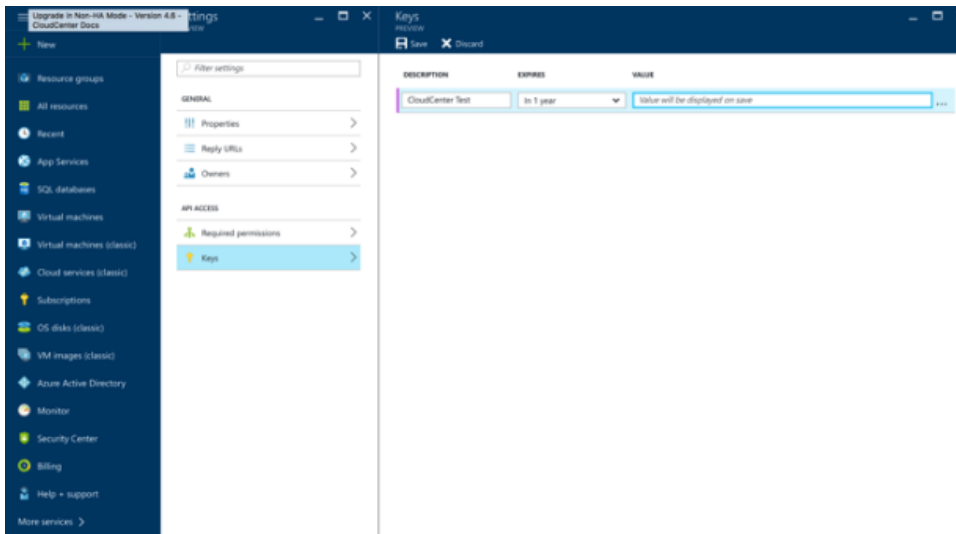 Upgrade in Non-HA Mode - Version 4.6 -
CloudCenter Docs
New
Resource groups
All resources
Recent
App Services
SQL databases
Virtual machines
Virtual machines (classic)
Cloud services (classic)
Subscriptions
OS disks (classic)
VM images (classic)
Azure Active Directory
Monitor
Security Center
Billing
Help + support
More services
ttings
Filter settings
GENERAL
Properties
Reply URLs
Owners
API ACCESS
Required permissions
Keys
Keys
PREVIEW
Save Discard
DESCRIPTION EXPIRES VALUE
CloudCenter Test In 1 year Value will be displayed on save
...